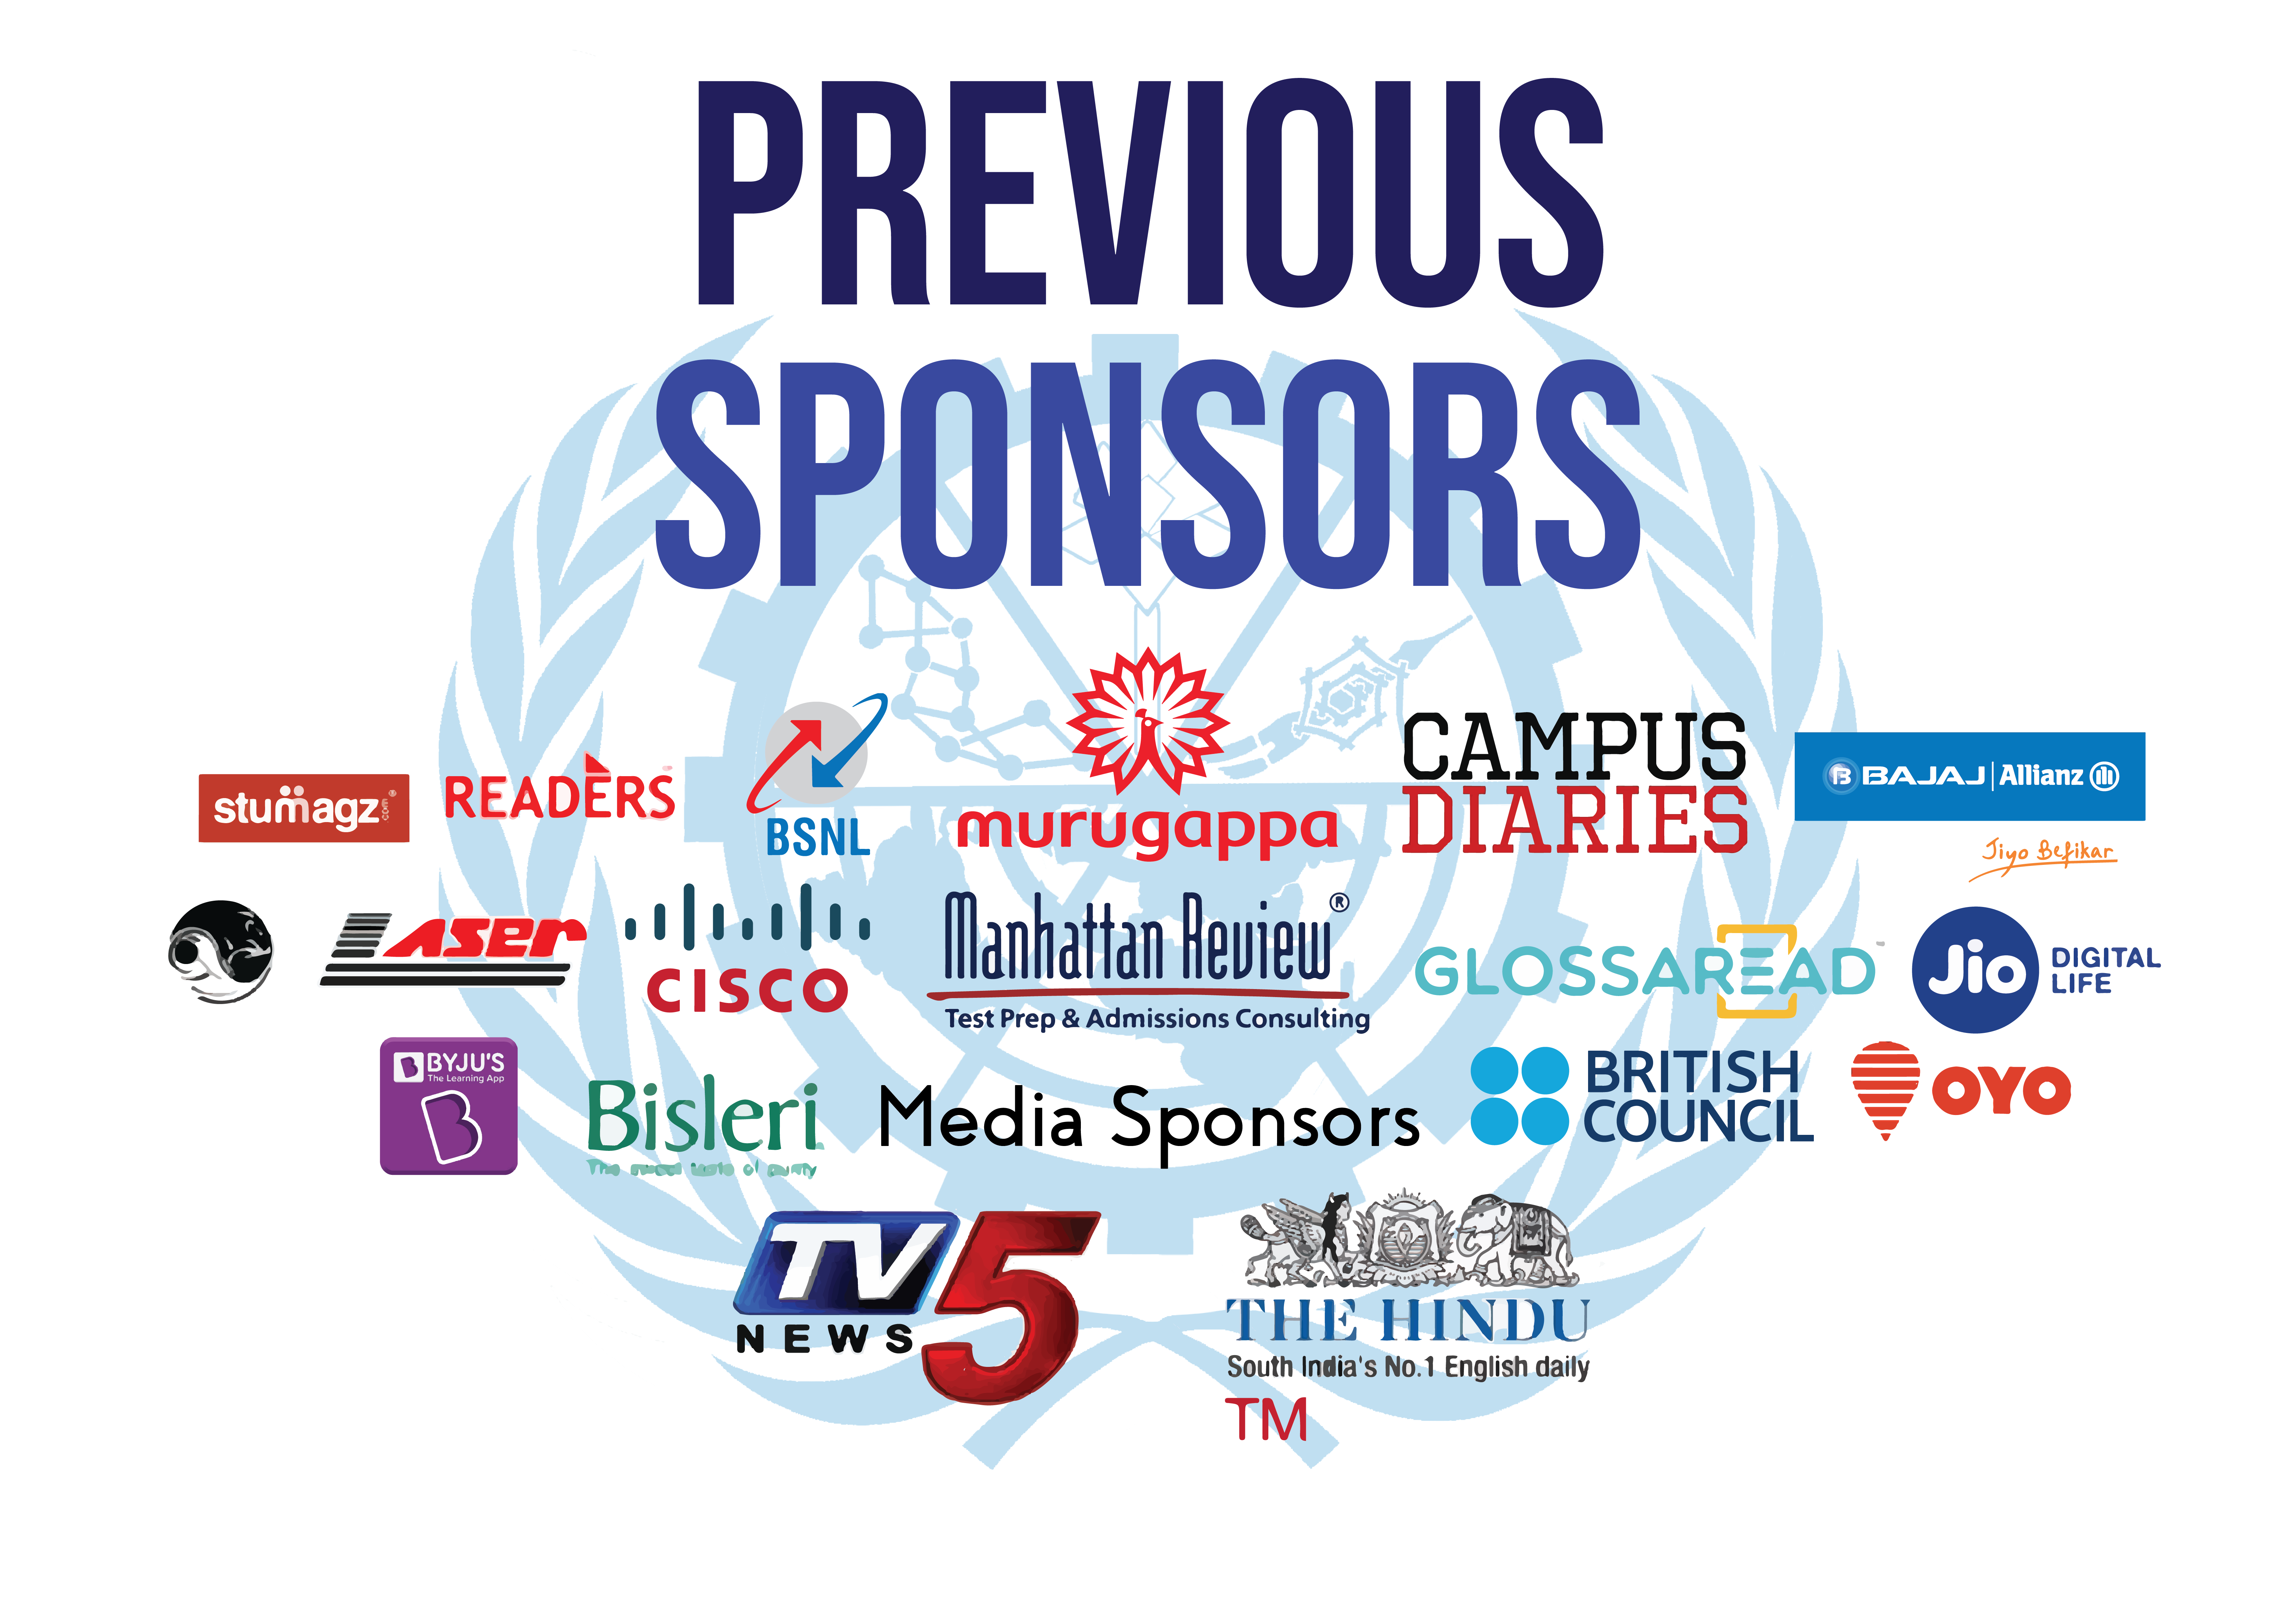 PREVIOUS
SPONSORS
stumagz.com®
READERS
BSNL
murugappa
CAMPUS
DIARIES
BAJAJ | Allianz
Jiyo Befikar
LASER
CISCO
Manhattan Review®
Test Prep & Admissions Consulting
GLOSSAREAD
Jio
DIGITAL
LIFE
BYJU'S
The Learning App
B
Bisleri
Media Sponsors
BRITISH
COUNCIL
OYO
TV5
NEWS
THE HINDU
South India's No.1 English daily
TM